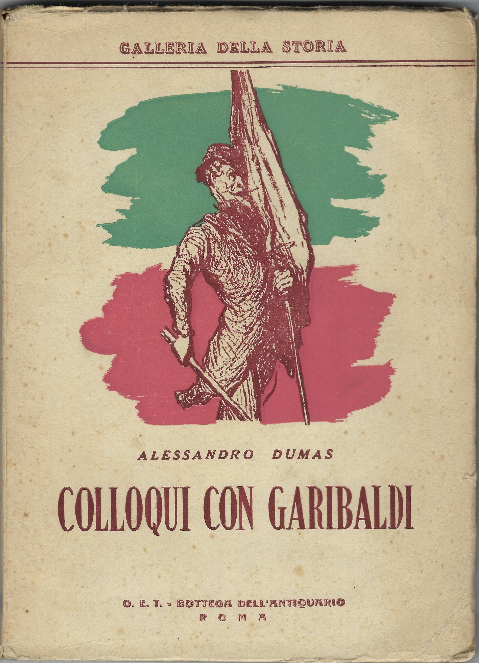 GALLERIA DELLA STORIA
ALESSANDRO DUMAS
COLLOQUI CON GARIBALDI
O. E. T. - BOTTEGA DELL'ANTIQUARIO
ROMA